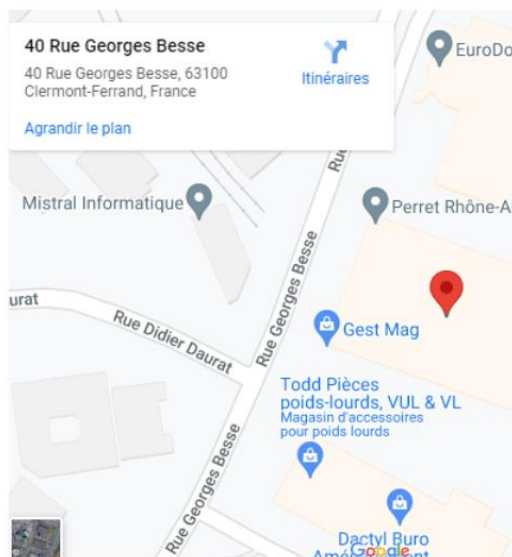 40 Rue Georges Besse
40 Rue Georges Besse, 63100
Clermont-Ferrand, France
Itinéraires
Agrandir le plan
EuroDo
Rue
Mistral Informatique
Perret Rhône-A
urat
Rue Didier Daurat
Rue Georges Besse
Gest Mag
Todd Pièces
poids-lourds, VUL & VL
Magasin d'accessoires
pour poids lourds
Rue Georges Besse
Dactyl Buro
Google